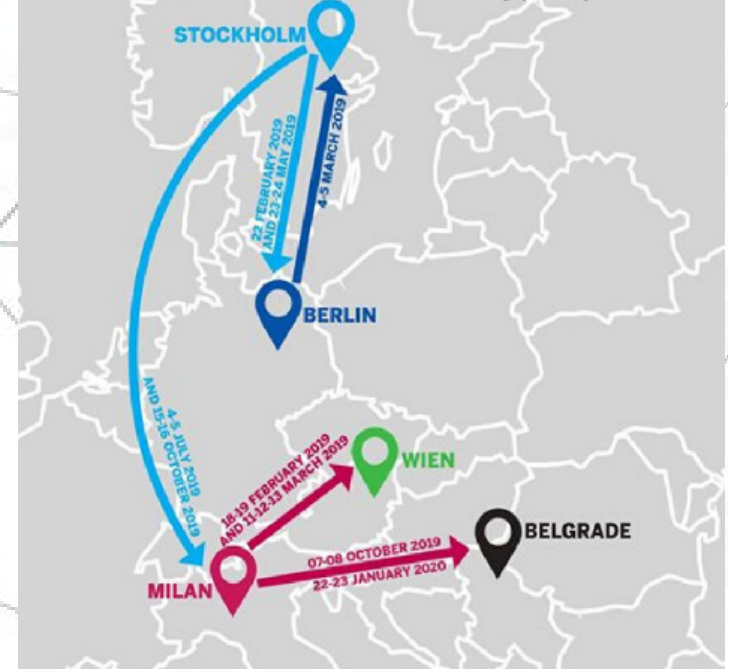 STOCKHOLM
22 FEBRUARY 2019
AND 23-24 MAY 2019
4-5 MARCH 2019
BERLIN
4-5 JULY 2019
AND 15-16 OCTOBER 2019
18-19 FEBRUARY 2019
AND 11-12-13 MARCH 2019
WIEN
07-08 OCTOBER 2019
22-23 JANUARY 2020
BELGRADE
MILAN